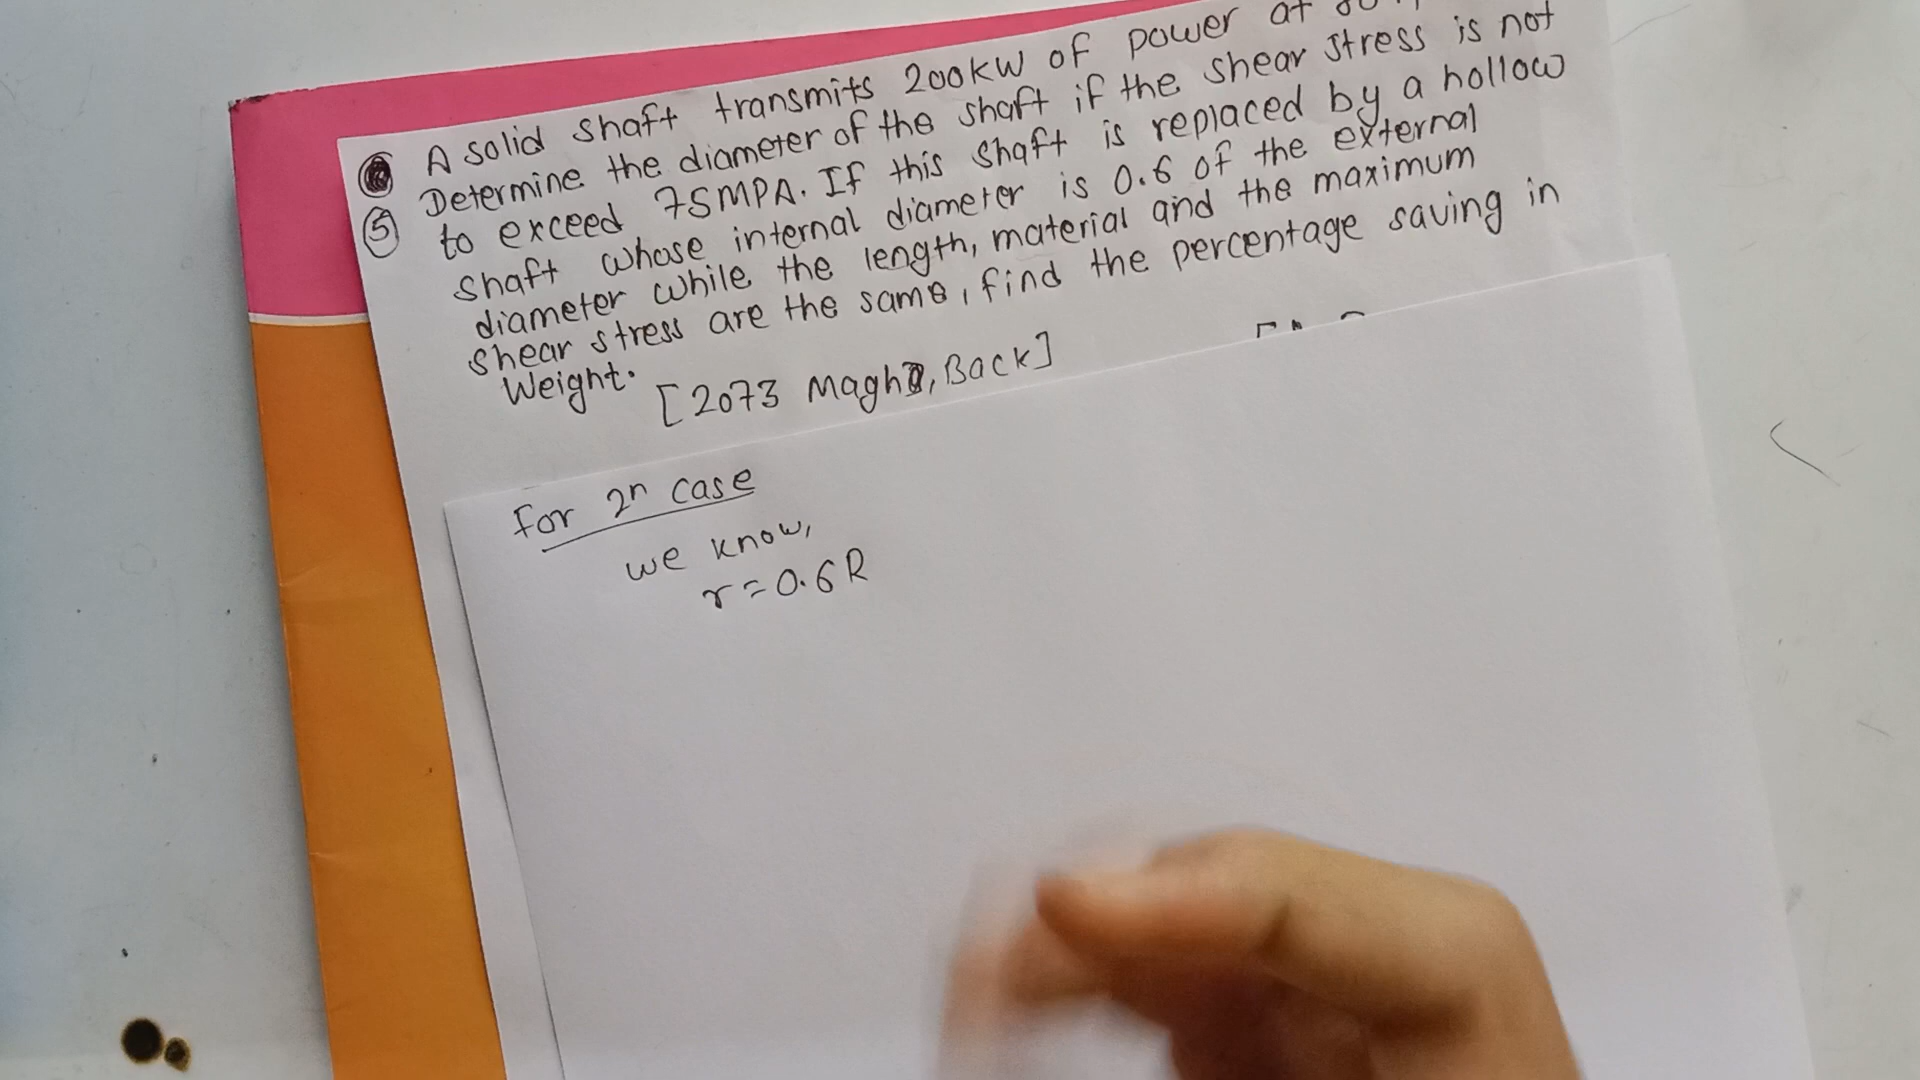 A solid shaft transmits 200kW of power at
⑤ Determine the diameter of the shaft if the shear stress is not
to exceed 75MPA. If this shaft is replaced by a hollow
shaft whose internal diameter is 0.6 of the external
diameter while the length, material and the maximum
shear stress are the same, find the percentage saving in
Weight.
[2073 Magh, Back]
For 2n case
we know,
r=0.6R